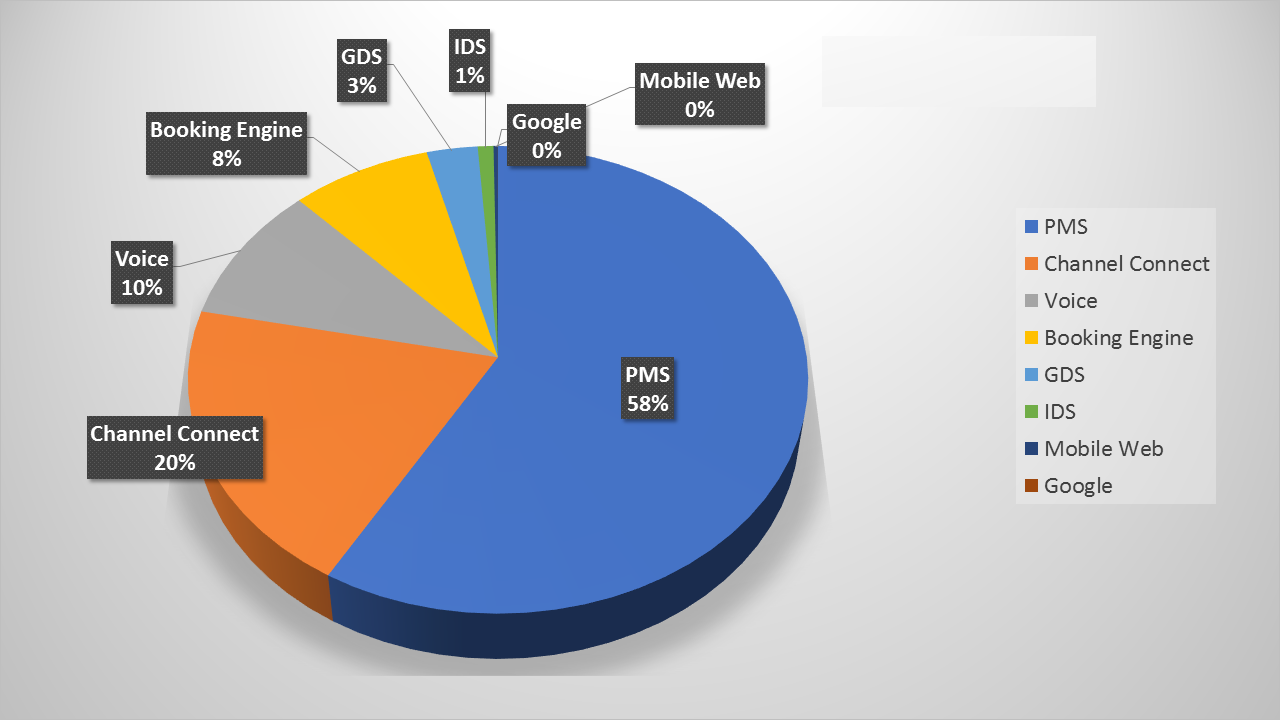 IDS
1%
GDS
3%
Mobile Web
0%
Google
0%
Booking Engine
8%
Voice
10%
PMS
58%
Channel Connect
20%
PMS
Channel Connect
Voice
Booking Engine
GDS
IDS
Mobile Web
Google